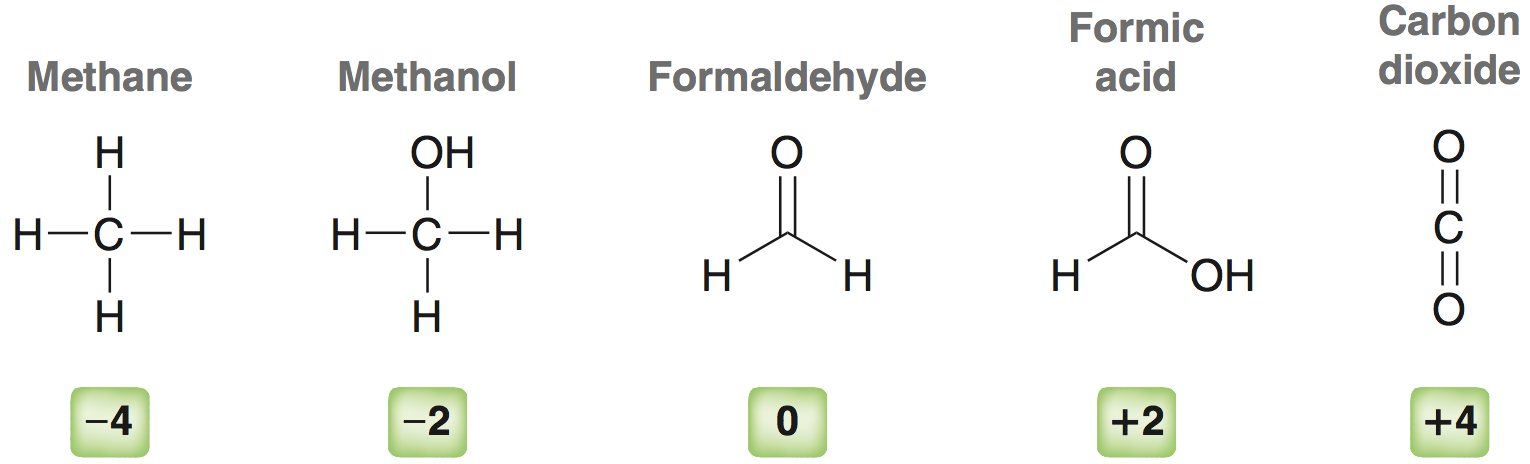 Methane
Methanol
Formaldehyde
Formic
acid
Carbon
dioxide
H
H—C—H
H
OH
H—C—H
H
O
H H
O
H OH
O
C
O
−4
−2
0
+2
+4